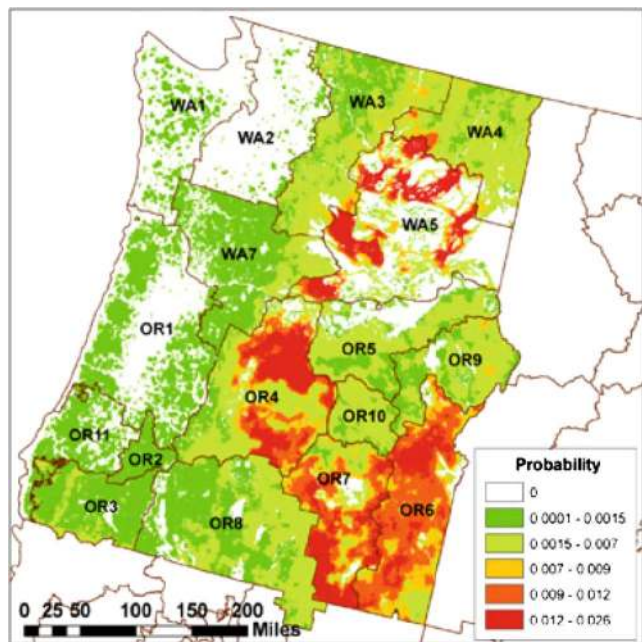 WA1
WA2
WA3
WA4
WA5
WA7
OR1
OR5
OR9
OR4
OR10
OR11
OR2
OR7
OR3
OR8
OR6
Probability
0
0.0001 - 0.0015
0.0015 - 0.007
0.007 - 0.009
0.009 - 0.012
0.012 - 0.026
0 25 50 100 150 200
Miles